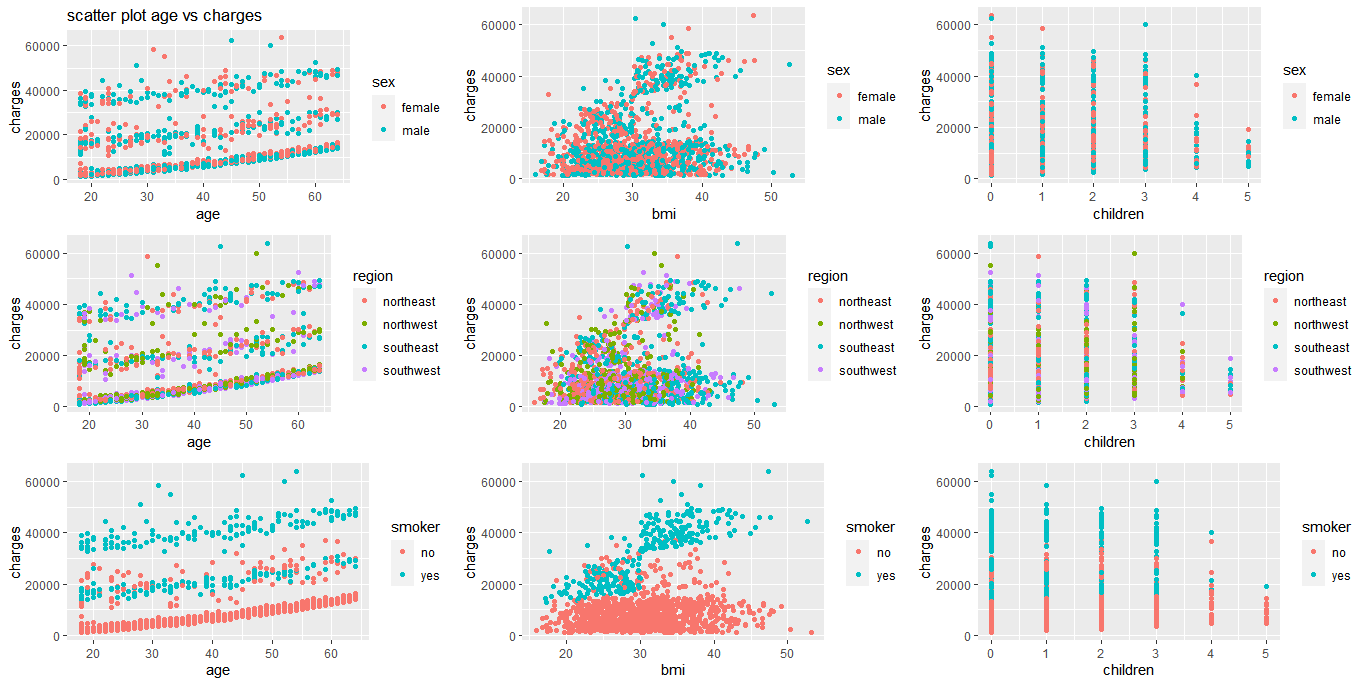 scatter plot age vs charges
60000
40000
20000
0
charges
20 30 40 50 60
age
sex
female
male
60000
40000
20000
0
charges
20 30 40 50
bmi
sex
female
male
60000
40000
20000
0
charges
0 1 2 3 4 5
children
sex
female
male
60000
40000
20000
0
charges
20 30 40 50 60
age
region
northeast
northwest
southeast
southwest
60000
40000
20000
0
charges
20 30 40 50
bmi
region
northeast
northwest
southeast
southwest
60000
40000
20000
0
charges
0 1 2 3 4 5
children
region
northeast
northwest
southeast
southwest
60000
40000
20000
0
charges
20 30 40 50 60
age
smoker
no
yes
60000
40000
20000
0
charges
20 30 40 50
bmi
smoker
no
yes
60000
40000
20000
0
charges
0 1 2 3 4 5
children
smoker
no
yes